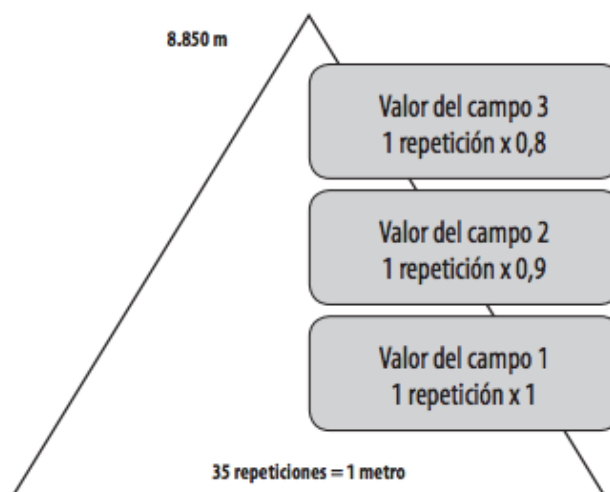 8.850 m
Valor del campo 3
1 repetición x 0,8
Valor del campo 2
1 repetición x 0,9
Valor del campo 1
1 repetición x 1
35 repeticiones = 1 metro